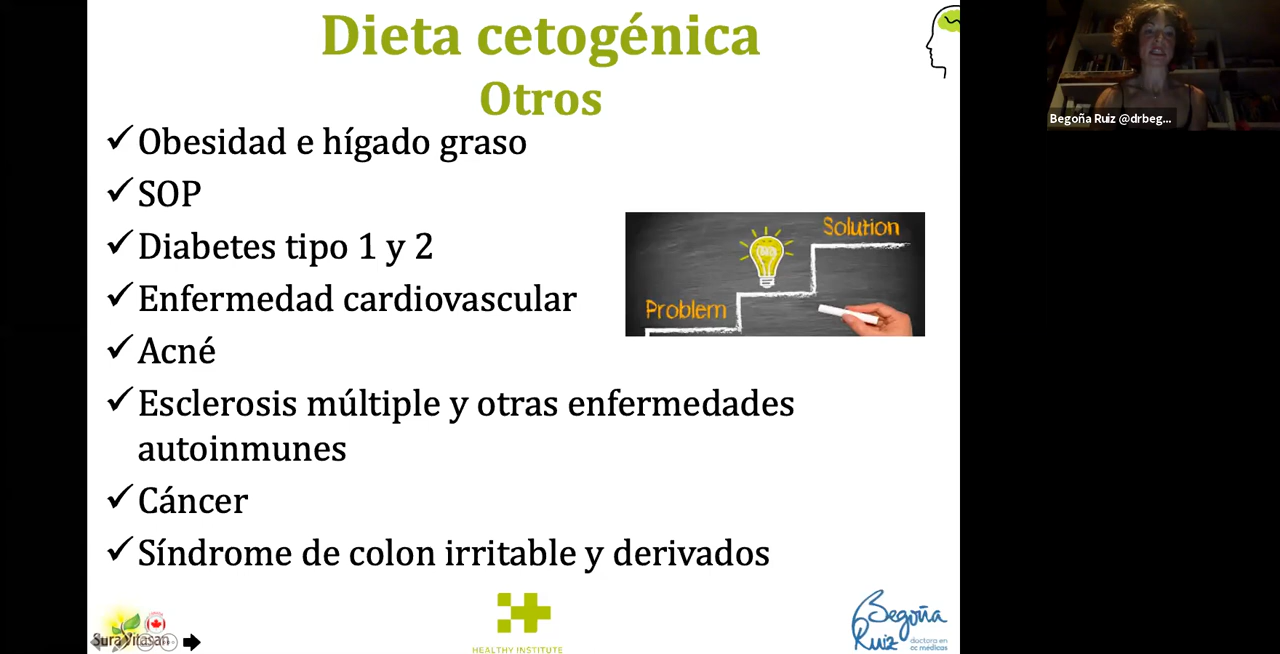 Dieta cetogénica
Otros
✓ Obesidad e hígado graso
✓ SOP
✓ Diabetes tipo 1 y 2
✓ Enfermedad cardiovascular
✓ Acné
✓ Esclerosis múltiple y otras enfermedades
autoinmunes
✓ Cáncer
✓ Síndrome de colon irritable y derivados
Problem
Solution
Begoña Ruiz @drbeg...
Sura Vitasan
HEALTHY INSTITUTE
Begoña
Ruiz
doctora en
cc médicas